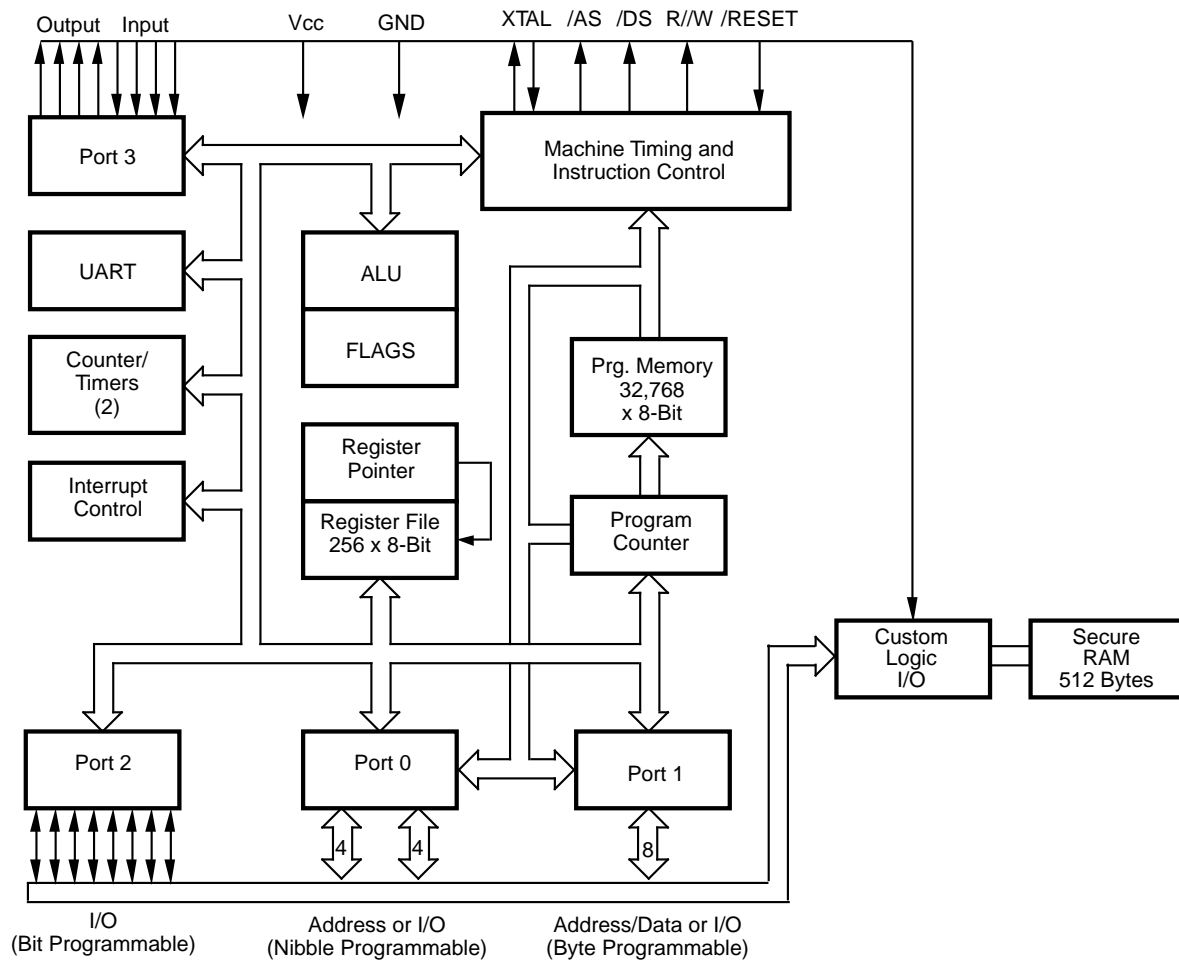 Output Input Vcc GND XTAL /AS /DS R//W /RESET
Port 3
Machine Timing and
Instruction Control
UART
ALU
FLAGS
Counter/
Timers
(2)
Prg. Memory
32,768
x 8-Bit
Register
Pointer
Interrupt
Control
Register File
256 x 8-Bit
Program
Counter
Custom
Logic
I/O
Secure
RAM
512 Bytes
Port 2
Port 0
Port 1
4
4
8
I/O
(Bit Programmable)
Address or I/O
(Nibble Programmable)
Address/Data or I/O
(Byte Programmable)